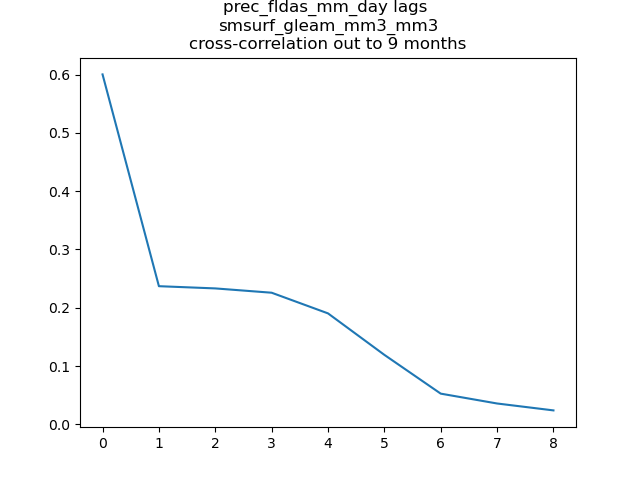 prec_fldas_mm_day lags
smsurf_gleam_mm3_mm3
cross-correlation out to 9 months
0.6
0.5
0.4
0.3
0.2
0.1
0.0
0 1 2 3 4 5 6 7 8